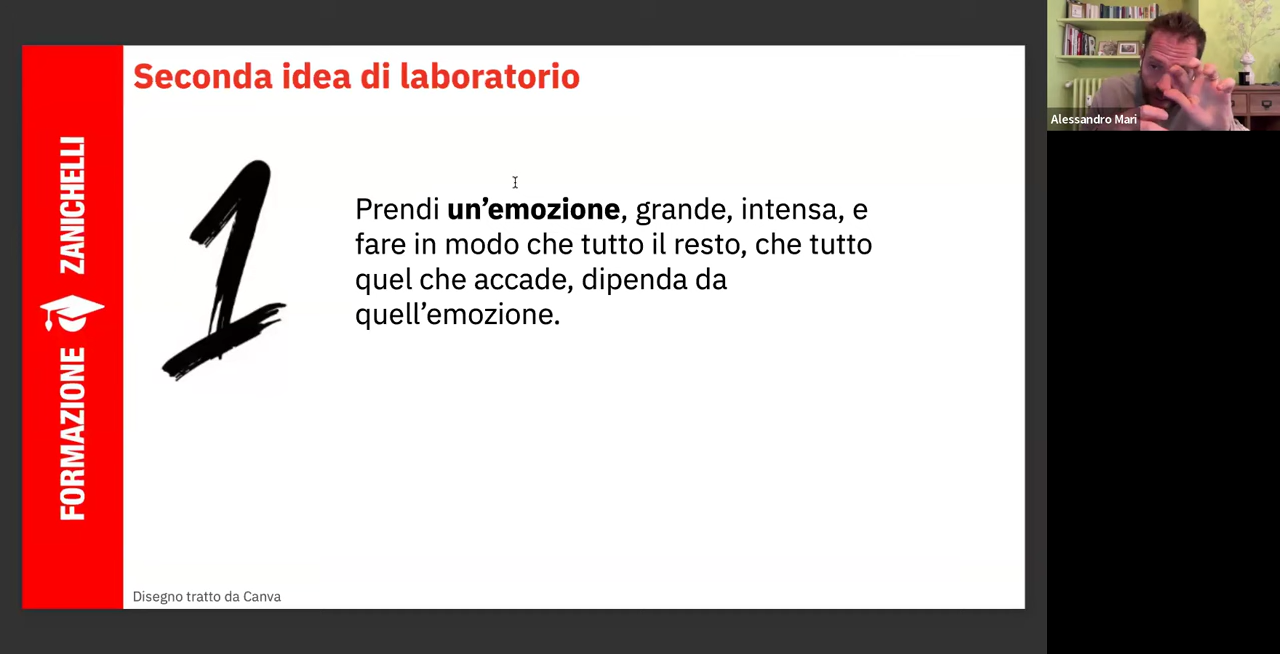 Seconda idea di laboratorio
FORMAZIONE ZANICHELLI
1
Prendi un’emozione, grande, intensa, e
fare in modo che tutto il resto, che tutto
quel che accade, dipenda da
quell’emozione.
Disegno tratto da Canva
Alessandro Mari